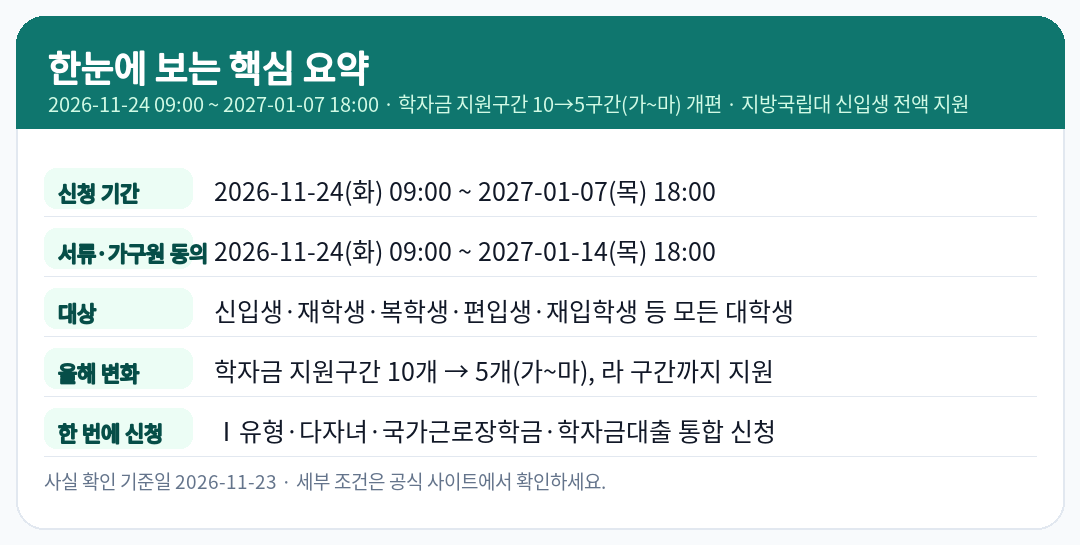 한눈에 보는 핵심 요약
2026-11-24 09:00 ~ 2027-01-07 18:00 · 학자금 지원구간 10→5구간(가~마) 개편 · 지방국립대 신입생 전액 지원
신청 기간 2026-11-24(화) 09:00 ~ 2027-01-07(목) 18:00
서류·가구원 동의 2026-11-24(화) 09:00 ~ 2027-01-14(목) 18:00
대상 신입생·재학생·복학생·편입생·재입학생 등 모든 대학생
올해 변화 학자금 지원구간 10개 → 5개(가~마), 라 구간까지 지원
한 번에 신청 Ⅰ유형·다자녀·국가근로장학금·학자금대출 통합 신청
사실 확인 기준일 2026-11-23 · 세부 조건은 공식 사이트에서 확인하세요.